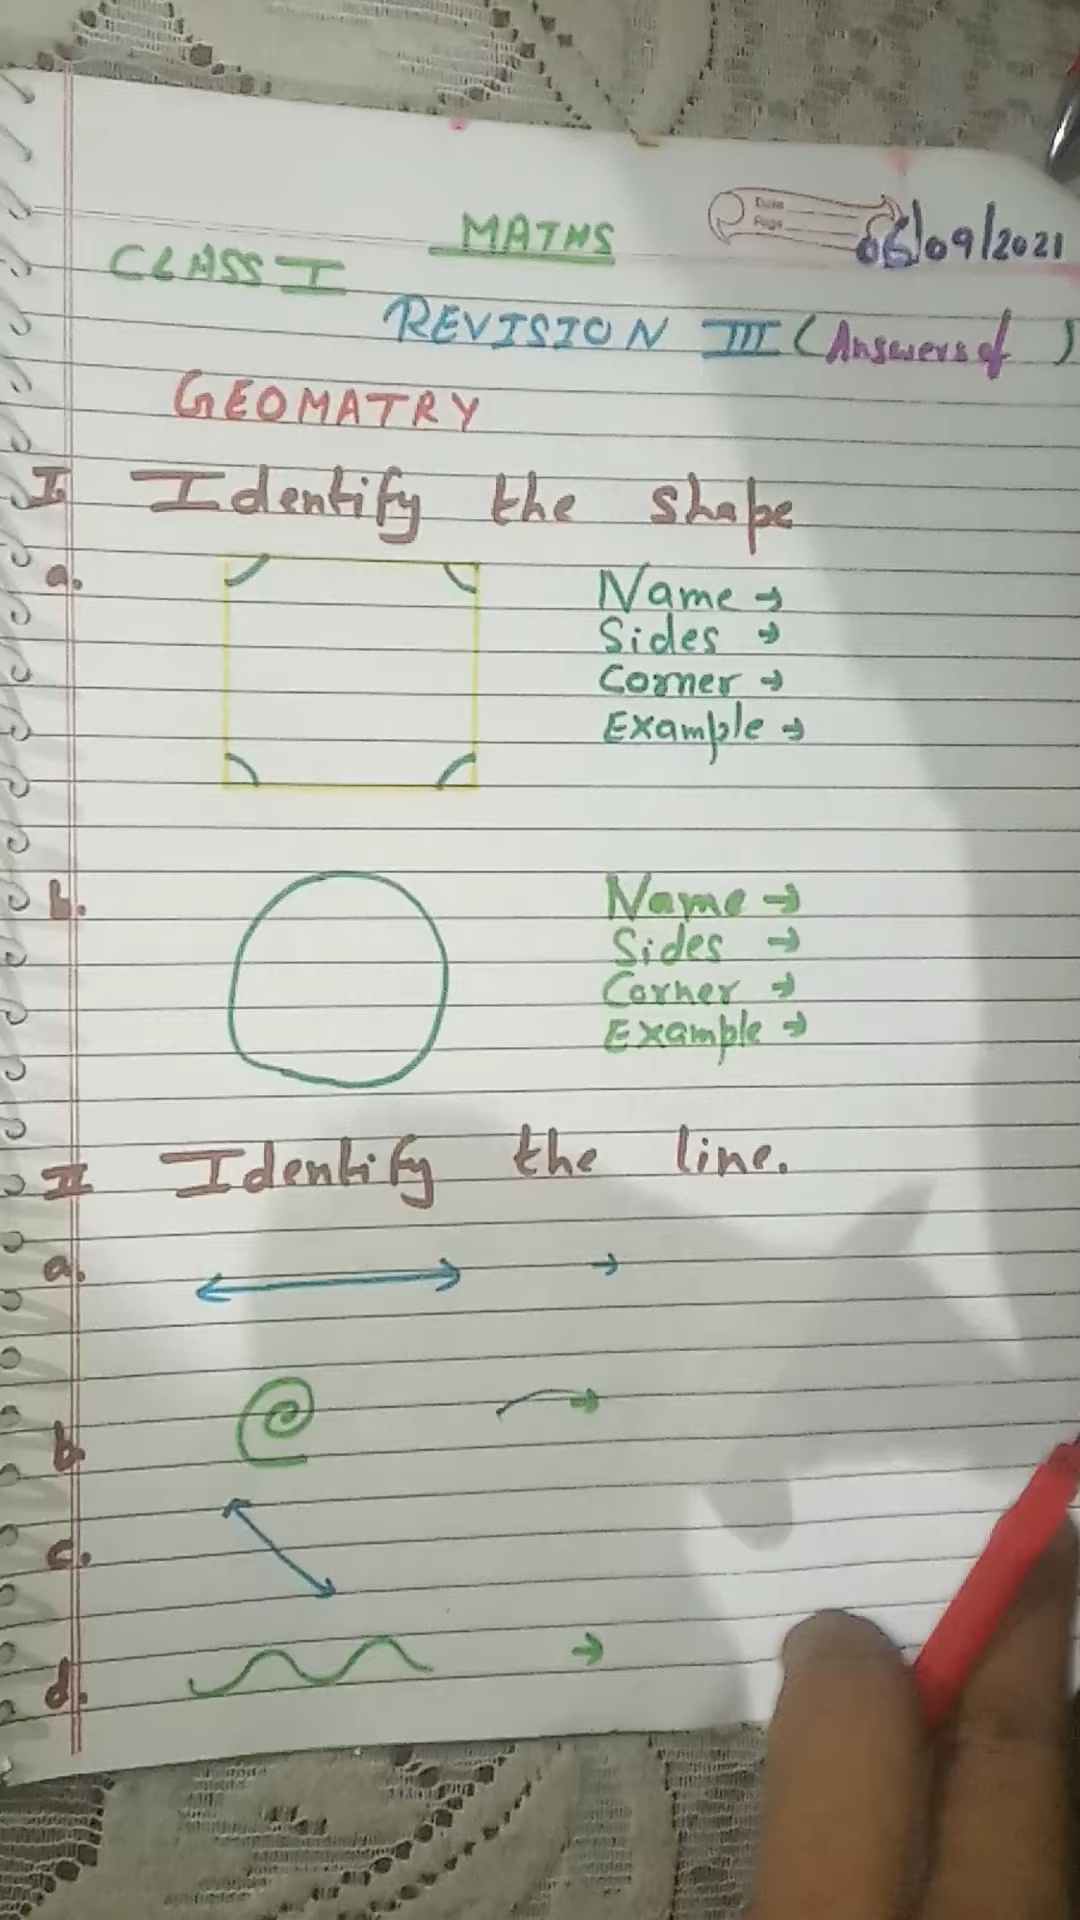 MATHS
Date
Page
06/09/2021
CLASS I
REVISION III (Answers of )
GEOMATRY
I Identify the shape
a.
Name →
Sides →
Corner →
Example →
b.
Name →
Sides →
Corner →
Example →
II Identify the line.
a. →
b. →
c.
d. →